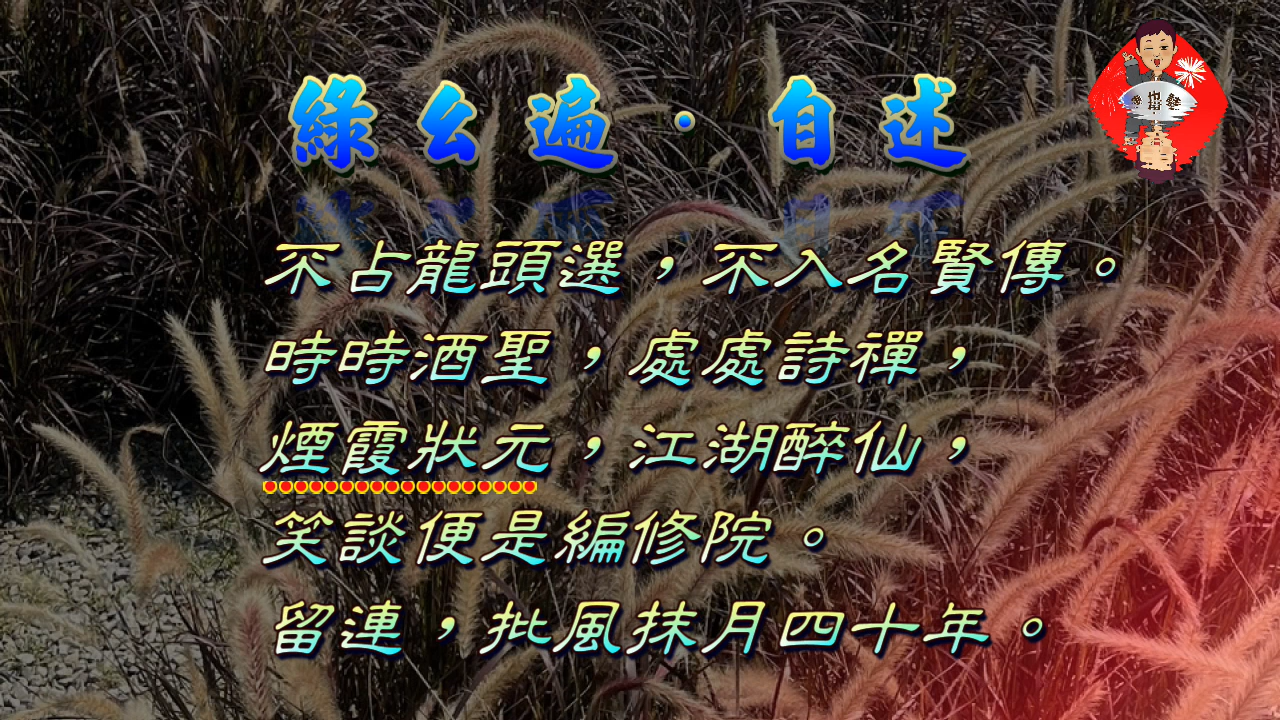 綠幺遍·自述
不占龍頭選，不入名賢傳。
時時酒聖，處處詩禪，
煙霞狀元，江湖醉仙，
笑談便是編修院。
留連，批風抹月四十年。